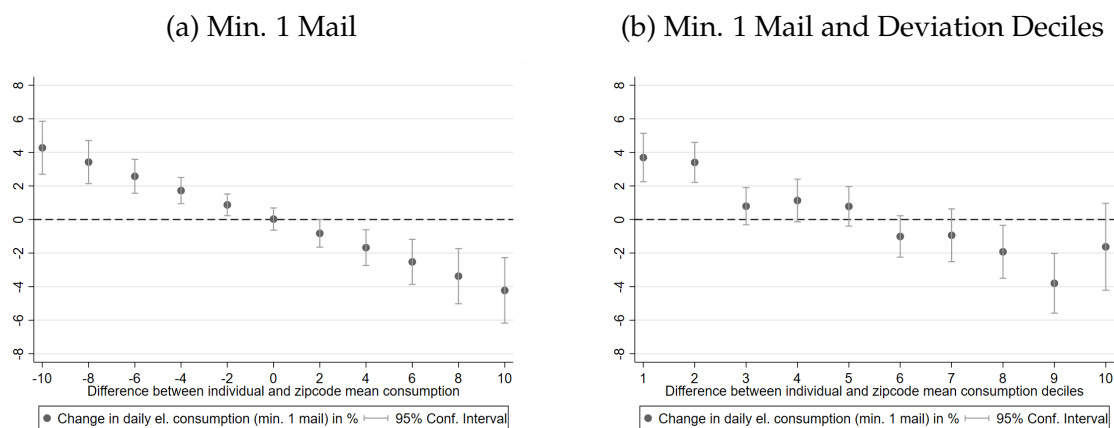 (a) Min. 1 Mail
8
6
4
2
0
-2
-4
-6
-8
-10 -8 -6 -4 -2 0 2 4 6 8 10
Difference between individual and zipcode mean consumption
Change in daily el. consumption (min. 1 mail) in % 95% Conf. Interval
(b) Min. 1 Mail and Deviation Deciles
8
6
4
2
0
-2
-4
-6
-8
1 2 3 4 5 6 7 8 9 10
Difference between individual and zipcode mean consumption deciles
Change in daily el. consumption (min. 1 mail) in % 95% Conf. Interval